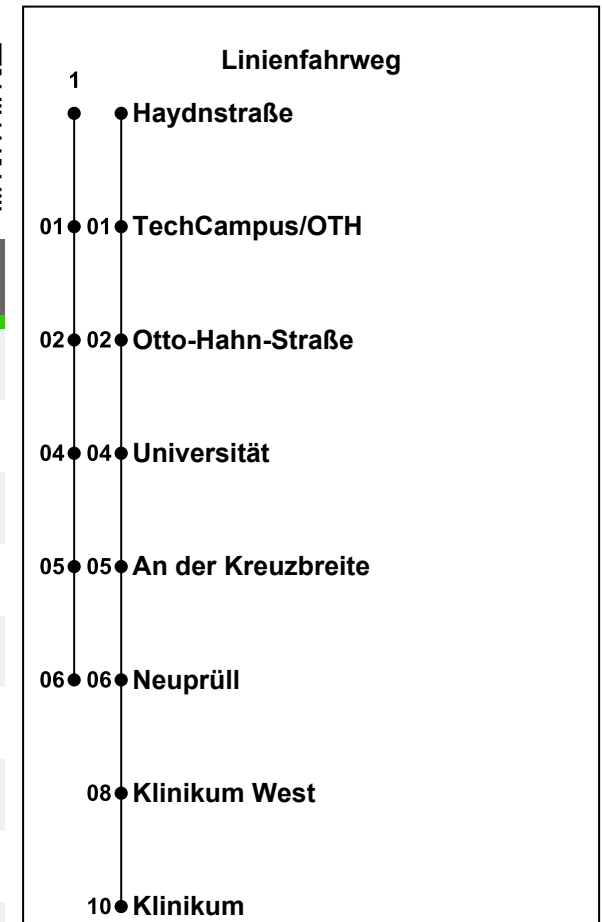 Linienfahrweg
1
Haydnstraße
01 01 TechCampus/OTH
02 02 Otto-Hahn-Straße
04 04 Universität
05 05 An der Kreuzbreite
06 06 Neuprüll
08 Klinikum West
10 Klinikum